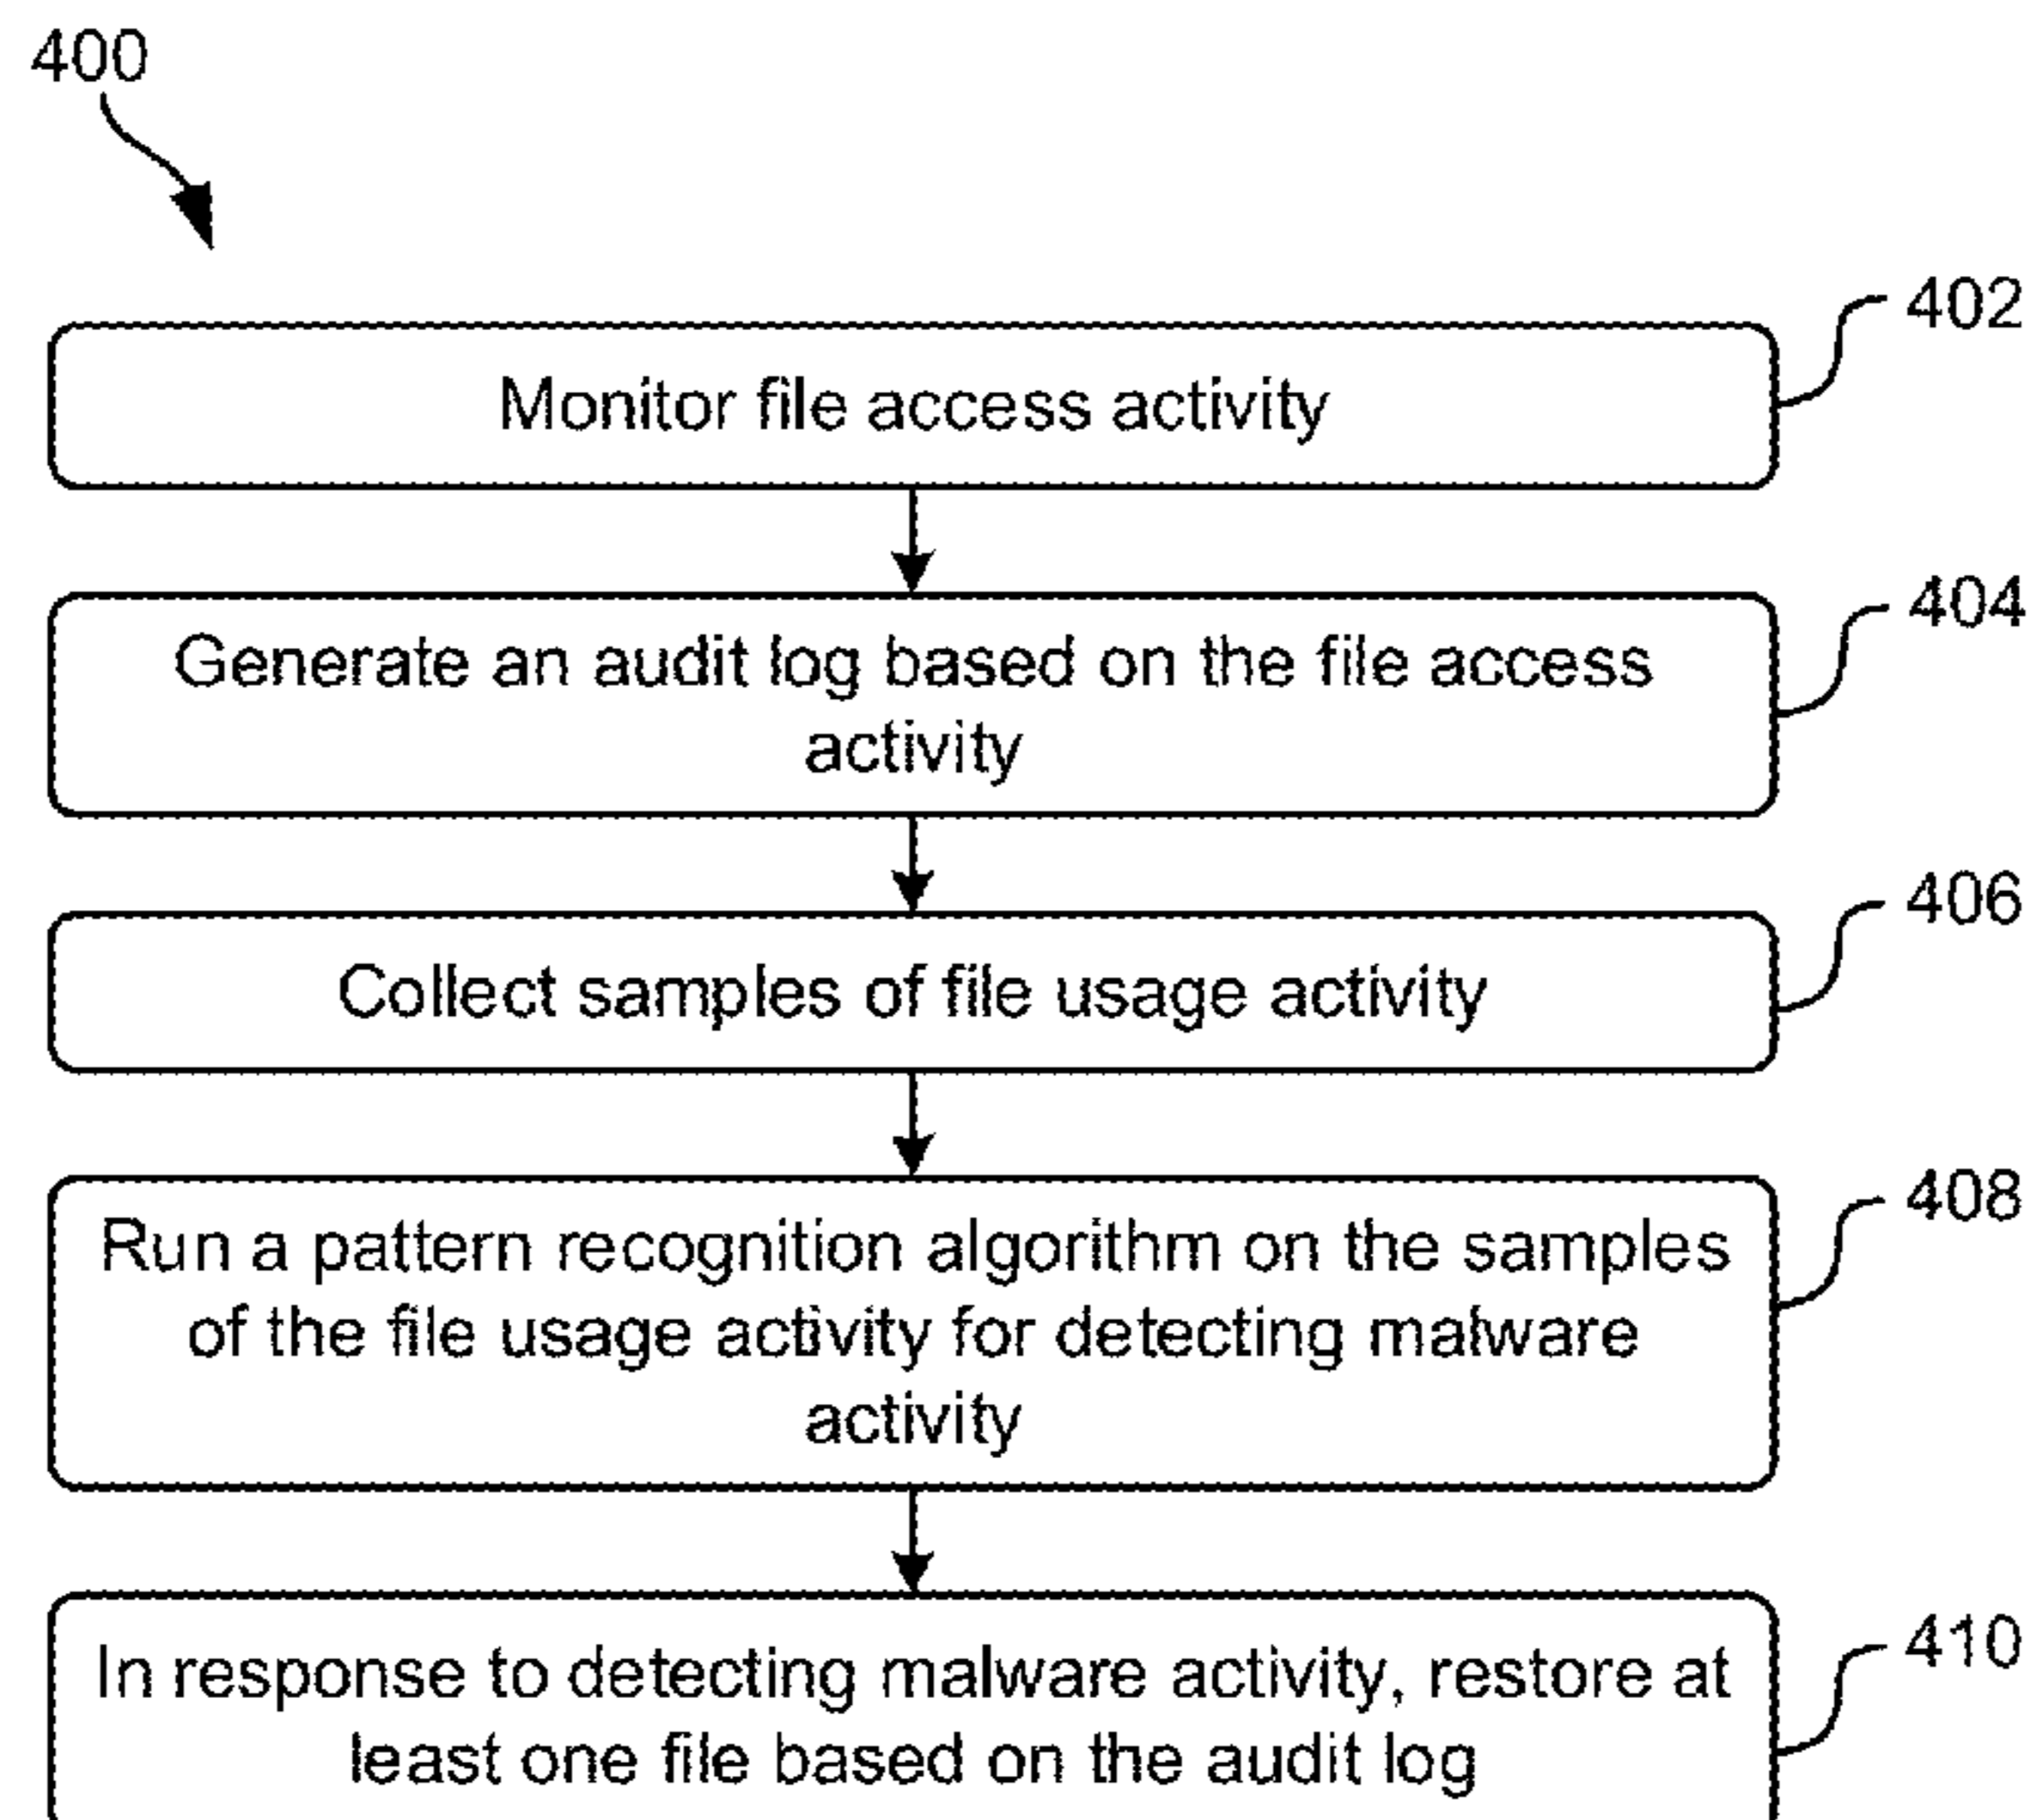 400
402
Monitor file access activity
404
Generate an audit log based on the file access
activity
406
Collect samples of file usage activity
408
Run a pattern recognition algorithm on the samples
of the file usage activity for detecting malware
activity
410
In response to detecting malware activity, restore at
least one file based on the audit log